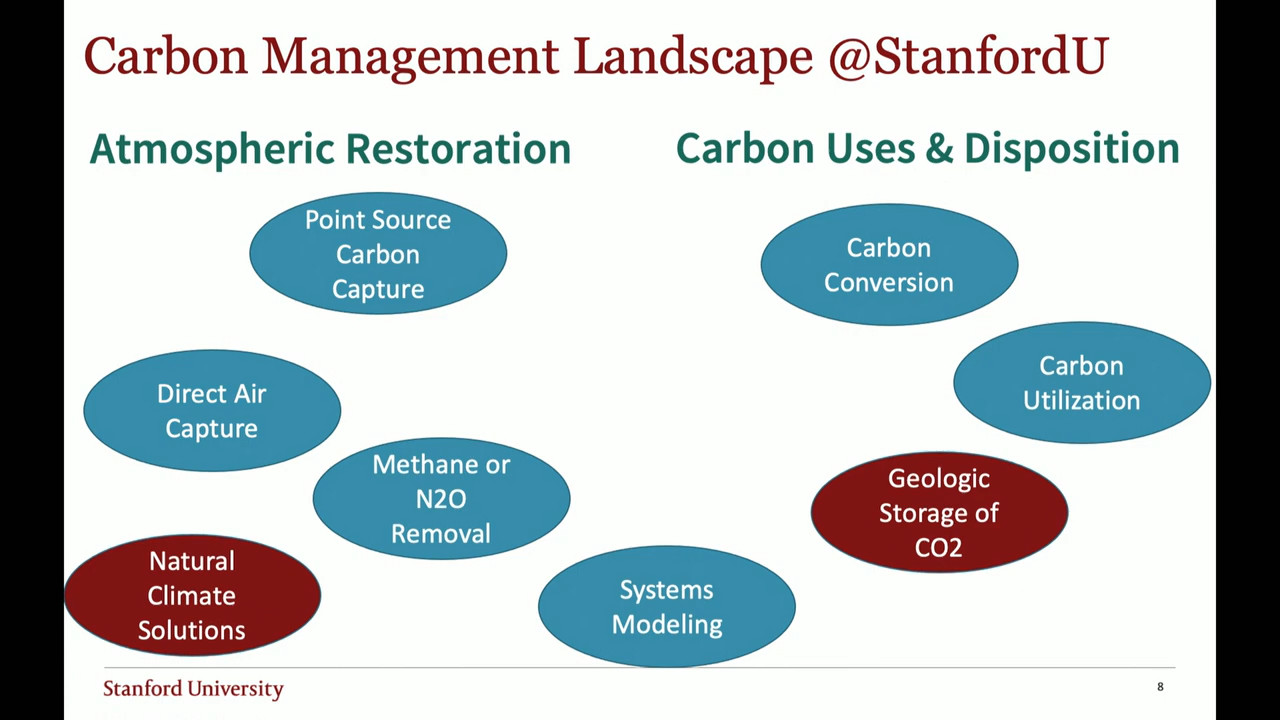 Carbon Management Landscape @StanfordU
Atmospheric Restoration
Carbon Uses & Disposition
Point Source
Carbon
Capture
Carbon
Conversion
Direct Air
Capture
Carbon
Utilization
Methane or
N2O
Removal
Geologic
Storage of
CO2
Natural
Climate
Solutions
Systems
Modeling
Stanford University
8